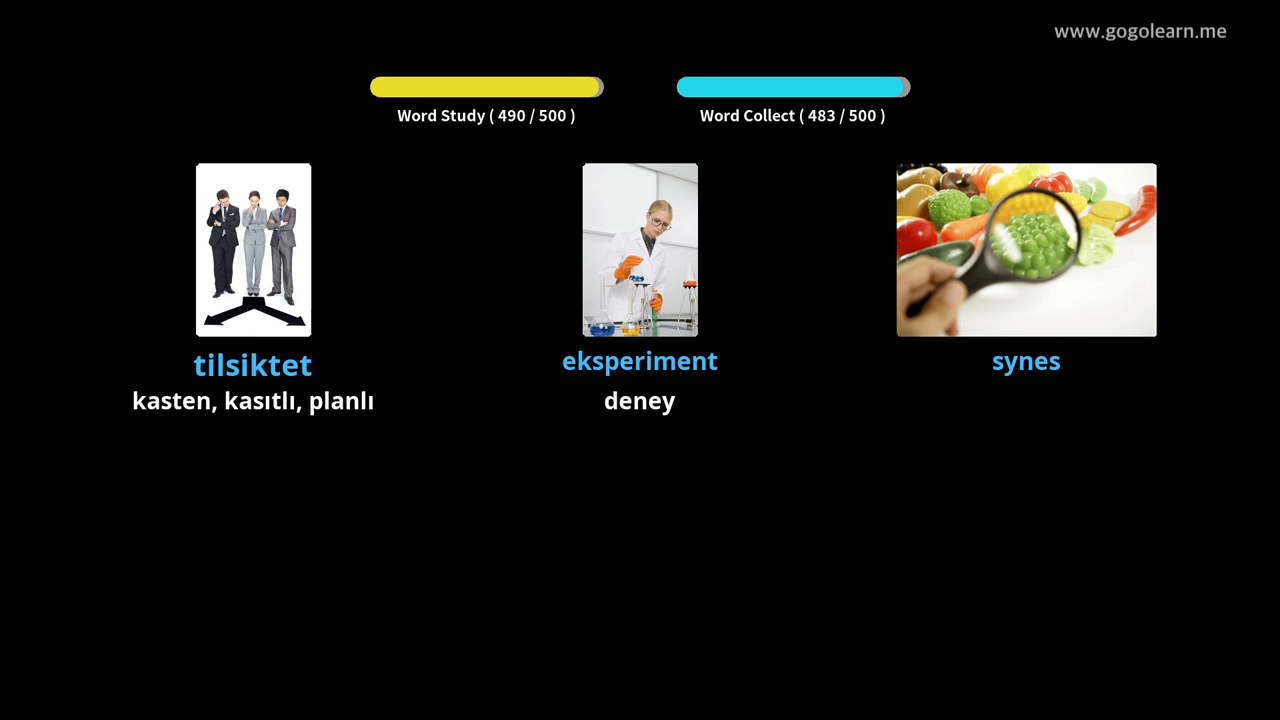 www.gogolearn.me
Word Study ( 490 / 500 )
Word Collect ( 483 / 500 )
tilsiktet
eksperiment
synes
kasten, kasıtlı, planlı
deney